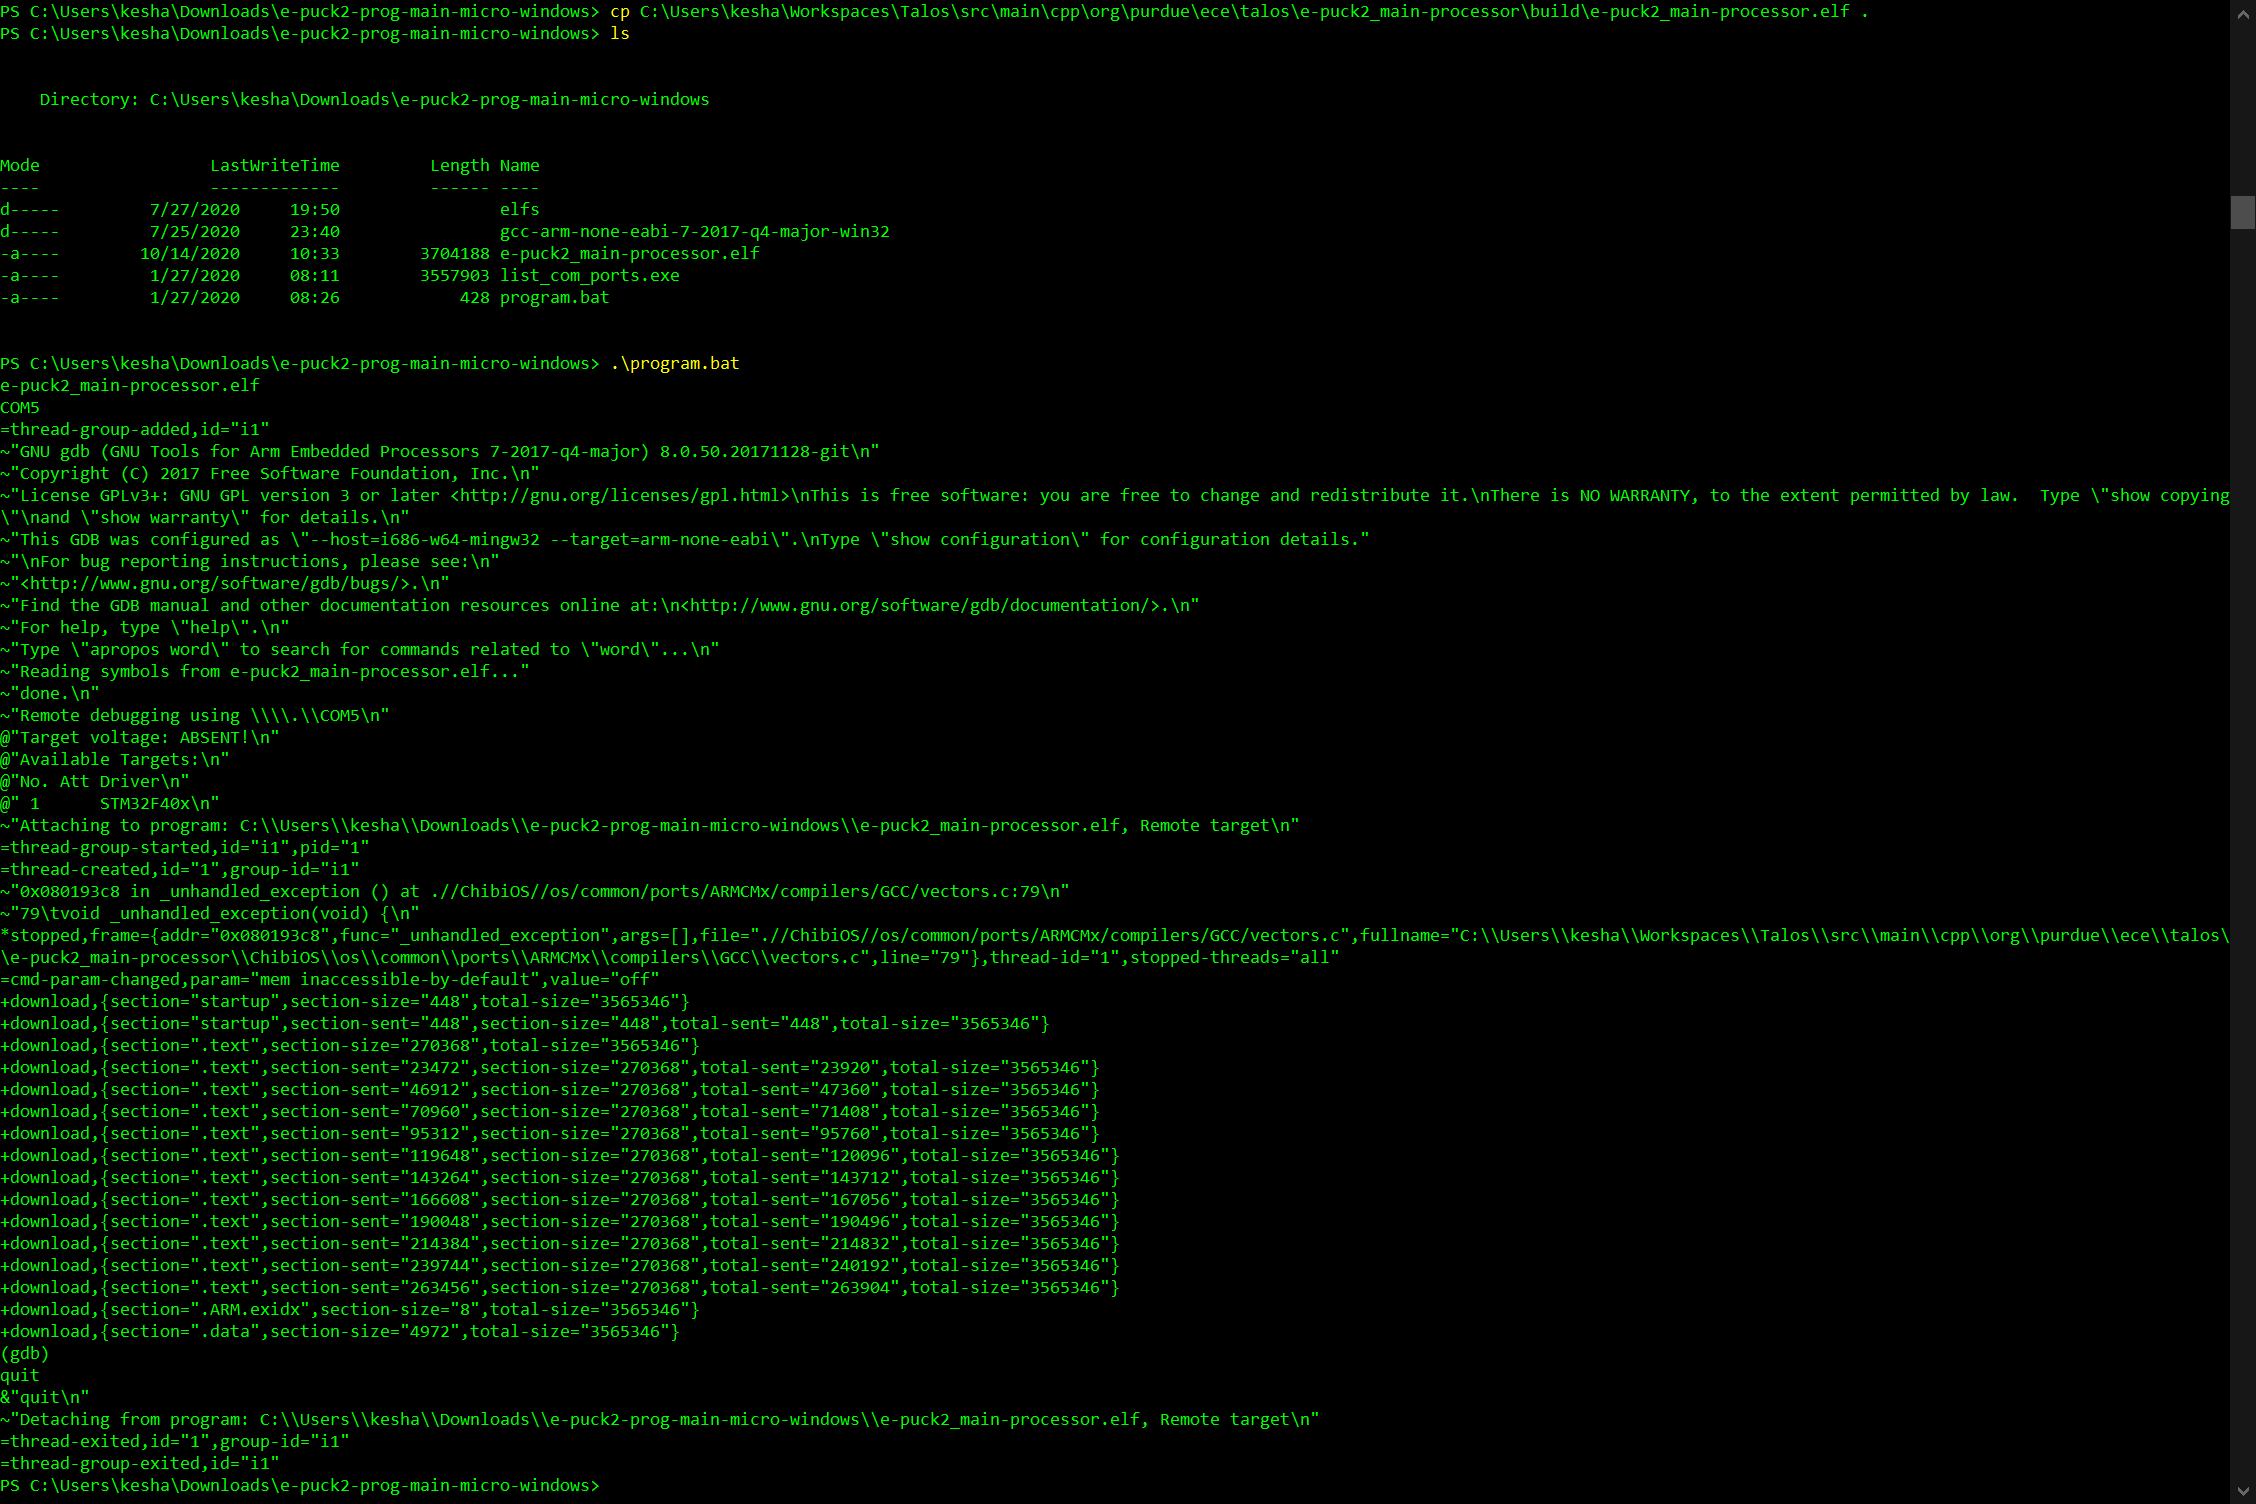 PS C:\Users\kesha\Downloads\e-puck2-prog-main-micro-windows> cp C:\Users\kesha\Workspaces\Talos\src\main\cpp\org\purdue\ece\talos\e-puck2_main-processor\build\e-puck2_main-processor.elf .
PS C:\Users\kesha\Downloads\e-puck2-prog-main-micro-windows> ls
Directory: C:\Users\kesha\Downloads\e-puck2-prog-main-micro-windows
Mode                 LastWriteTime         Length Name
----                 -------------         ------ ----
d-----         7/27/2020     19:50                elfs
d-----         7/25/2020     23:40                gcc-arm-none-eabi-7-2017-q4-major-win32
-a----        10/14/2020     10:33        3704188 e-puck2_main-processor.elf
-a----         1/27/2020     08:11        3557903 list_com_ports.exe
-a----         1/27/2020     08:26            428 program.bat
PS C:\Users\kesha\Downloads\e-puck2-prog-main-micro-windows> .\program.bat
e-puck2_main-processor.elf
COM5
=thread-group-added,id="i1"
~"GNU gdb (GNU Tools for Arm Embedded Processors 7-2017-q4-major) 8.0.50.20171128-git\n"
~"Copyright (C) 2017 Free Software Foundation, Inc.\n"
~"License GPLv3+: GNU GPL version 3 or later <http://gnu.org/licenses/gpl.html>\nThis is free software: you are free to change and redistribute it.\nThere is NO WARRANTY, to the extent permitted by law.  Type \"show copying
\"\nand \"show warranty\" for details.\n"
~"This GDB was configured as \"--host=i686-w64-mingw32 --target=arm-none-eabi\".\nType \"show configuration\" for configuration details."
~"\nFor bug reporting instructions, please see:\n"
~"<http://www.gnu.org/software/gdb/bugs/>.\n"
~"Find the GDB manual and other documentation resources online at:\n<http://www.gnu.org/software/gdb/documentation/>.\n"
~"For help, type \"help\".\n"
~"Type \"apropos word\" to search for commands related to \"word\"...\n"
~"Reading symbols from e-puck2_main-processor.elf..."
~"done.\n"
~"Remote debugging using \\\\.\\COM5\n"
@"Target voltage: ABSENT!\n"
@"Available Targets:\n"
@"No. Att Driver\n"
@" 1      STM32F40x\n"
~"Attaching to program: C:\\Users\\kesha\\Downloads\\e-puck2-prog-main-micro-windows\\e-puck2_main-processor.elf, Remote target\n"
=thread-group-started,id="i1",pid="1"
=thread-created,id="1",group-id="i1"
~"0x080193c8 in _unhandled_exception () at .//ChibiOS//os/common/ports/ARMCMx/compilers/GCC/vectors.c:79\n"
~"79\tvoid _unhandled_exception(void) {\n"
*stopped,frame={addr="0x080193c8",func="_unhandled_exception",args=[],file=".//ChibiOS//os/common/ports/ARMCMx/compilers/GCC/vectors.c",fullname="C:\\Users\\kesha\\Workspaces\\Talos\\src\\main\\cpp\\org\\purdue\\ece\\talos\
\e-puck2_main-processor\\ChibiOS\\os\\common\\ports\\ARMCMx\\compilers\\GCC\\vectors.c",line="79"},thread-id="1",stopped-threads="all"
=cmd-param-changed,param="mem inaccessible-by-default",value="off"
+download,{section="startup",section-size="448",total-size="3565346"}
+download,{section="startup",section-sent="448",section-size="448",total-sent="448",total-size="3565346"}
+download,{section=".text",section-size="270368",total-size="3565346"}
+download,{section=".text",section-sent="23472",section-size="270368",total-sent="23920",total-size="3565346"}
+download,{section=".text",section-sent="46912",section-size="270368",total-sent="47360",total-size="3565346"}
+download,{section=".text",section-sent="70960",section-size="270368",total-sent="71408",total-size="3565346"}
+download,{section=".text",section-sent="95312",section-size="270368",total-sent="95760",total-size="3565346"}
+download,{section=".text",section-sent="119648",section-size="270368",total-sent="120096",total-size="3565346"}
+download,{section=".text",section-sent="143264",section-size="270368",total-sent="143712",total-size="3565346"}
+download,{section=".text",section-sent="166608",section-size="270368",total-sent="167056",total-size="3565346"}
+download,{section=".text",section-sent="190048",section-size="270368",total-sent="190496",total-size="3565346"}
+download,{section=".text",section-sent="214384",section-size="270368",total-sent="214832",total-size="3565346"}
+download,{section=".text",section-sent="239744",section-size="270368",total-sent="240192",total-size="3565346"}
+download,{section=".text",section-sent="263456",section-size="270368",total-sent="263904",total-size="3565346"}
+download,{section=".ARM.exidx",section-size="8",total-size="3565346"}
+download,{section=".data",section-size="4972",total-size="3565346"}
(gdb)
quit
&"quit\n"
~"Detaching from program: C:\\Users\\kesha\\Downloads\\e-puck2-prog-main-micro-windows\\e-puck2_main-processor.elf, Remote target\n"
=thread-exited,id="1",group-id="i1"
=thread-group-exited,id="i1"
PS C:\Users\kesha\Downloads\e-puck2-prog-main-micro-windows>